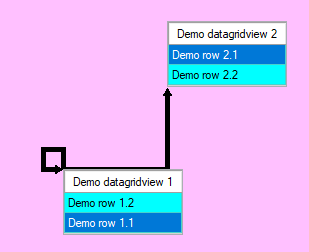 Demo datagridview 2
Demo row 2.1
Demo row 2.2
Demo datagridview 1
Demo row 1.2
Demo row 1.1